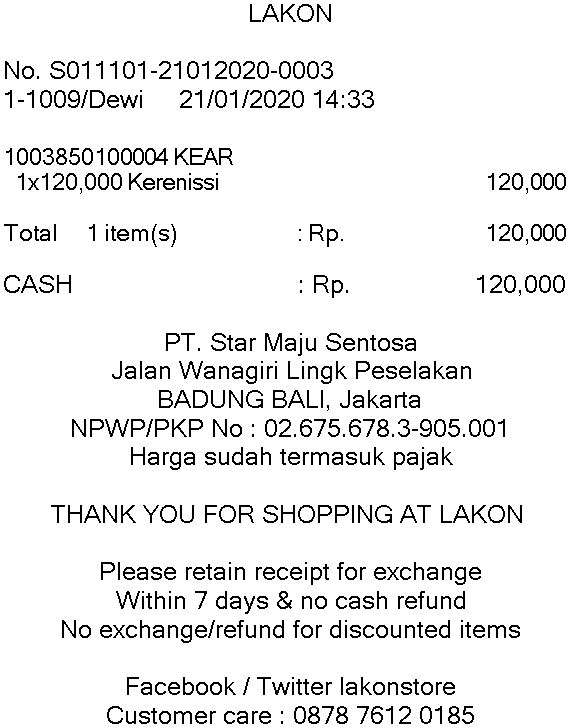 LAKON
No. S011101-21012020-0003
1-1009/Dewi 21/01/2020 14:33
1003850100004 KEAR
1x120,000 Kerenissi 120,000
Total 1 item(s) : Rp. 120,000
CASH : Rp. 120,000
PT. Star Maju Sentosa
Jalan Wanagiri Lingk Peselakan
BADUNG BALI, Jakarta
NPWP/PKP No : 02.675.678.3-905.001
Harga sudah termasuk pajak
THANK YOU FOR SHOPPING AT LAKON
Please retain receipt for exchange
Within 7 days & no cash refund
No exchange/refund for discounted items
Facebook / Twitter lakonstore
Customer care : 0878 7612 0185